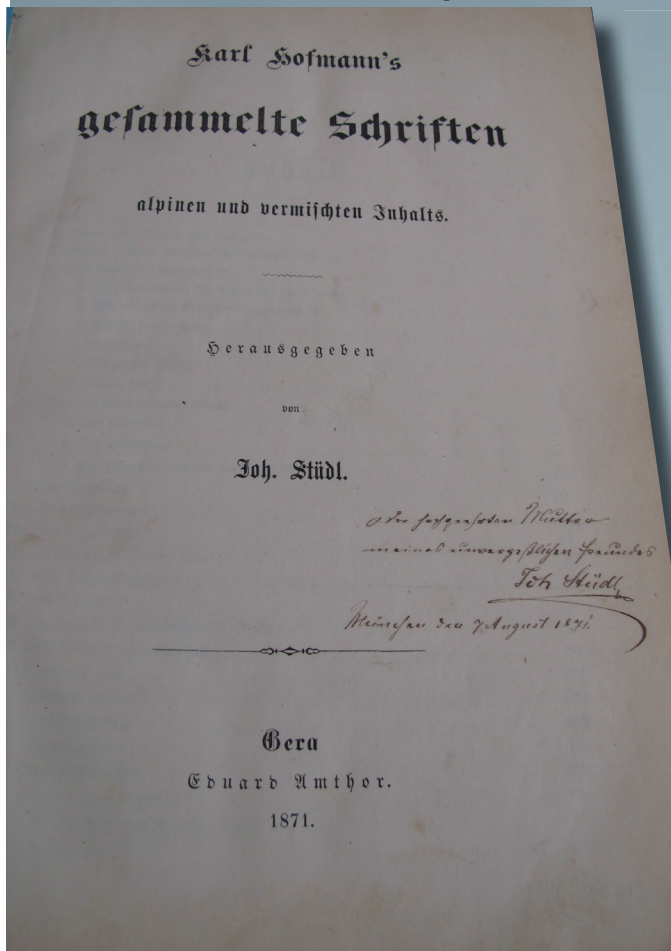 Karl Hofmann's
gesammelte Schriften
alpinen und vermischten Inhalts.
Herausgegeben
von
Joh. Stüdl.
Der hochgeehrten Mutter
meines unvergeßlichen Freundes
Joh Stüdl
München den 7 August 1871.
Gera
Eduard Amthor.
1871.